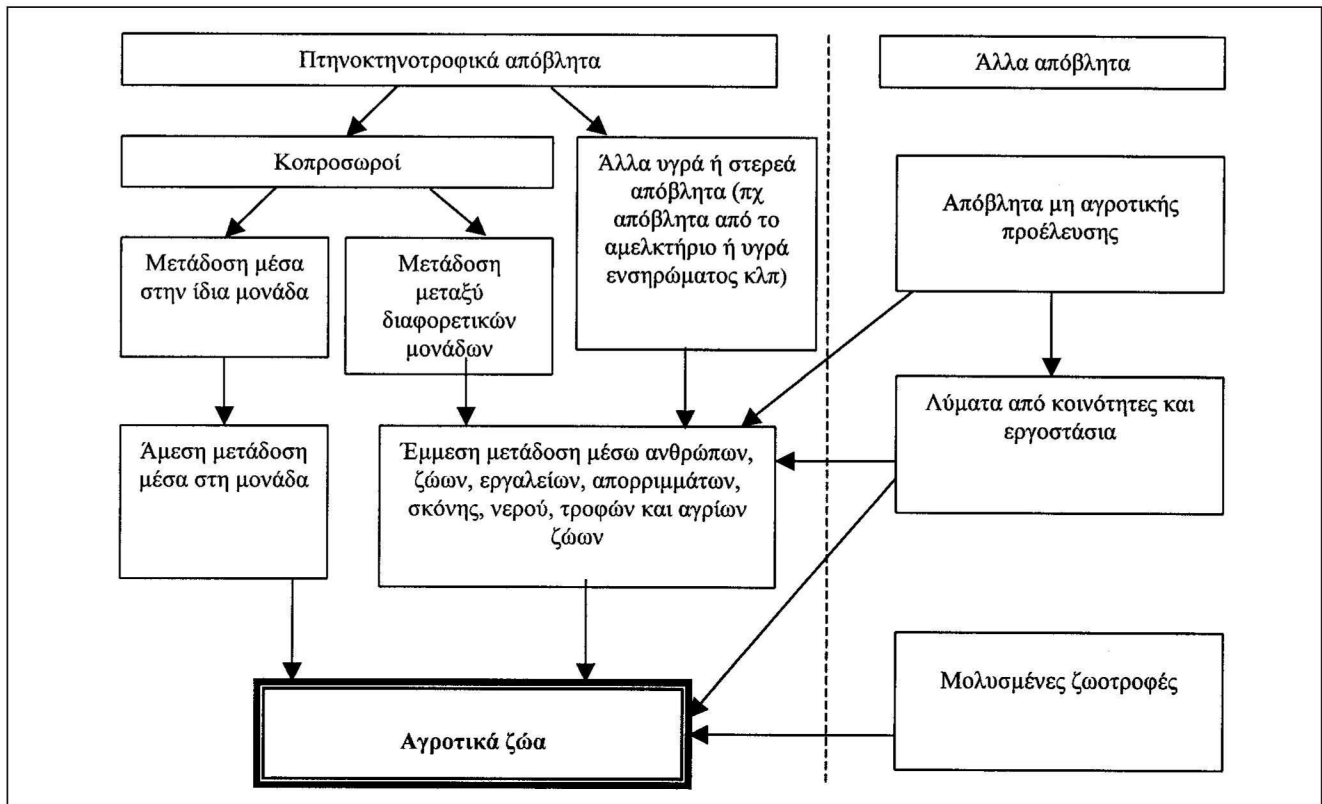 Πτηνοκτηνοτροφικά απόβλητα
Άλλα απόβλητα
Κοπροσωροί
Άλλα υγρά ή στερεά
απόβλητα (πχ
απόβλητα από το
αμελκτήριο ή υγρά
ενσηρώματος κλπ)
Απόβλητα μη αγροτικής
προέλευσης
Μετάδοση μέσα
στην ίδια μονάδα
Μετάδοση
μεταξύ
διαφορετικών
μονάδων
Λύματα από κοινότητες και
εργοστάσια
Άμεση μετάδοση
μέσα στη μονάδα
Έμμεση μετάδοση μέσω ανθρώπων,
ζώων, εργαλείων, απορριμμάτων,
σκόνης, νερού, τροφών και αγρίων
ζώων
Μολυσμένες ζωοτροφές
Αγροτικά ζώα